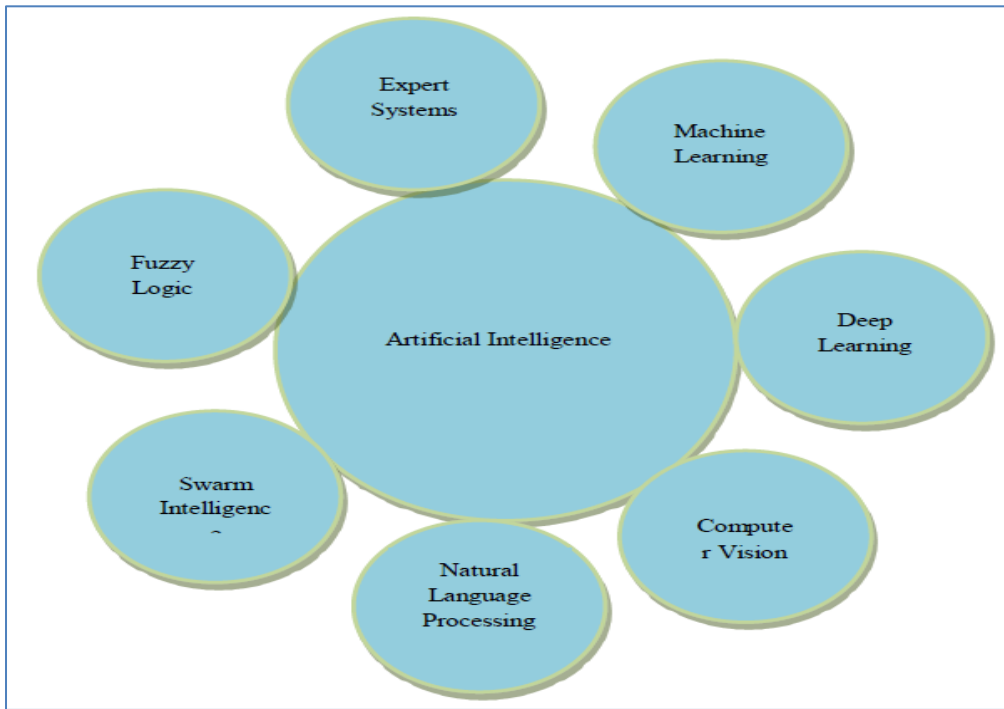 Expert
Systems
Machine
Learning
Fuzzy
Logic
Artificial Intelligence
Deep
Learning
Swarm
Intelligenc
Compute
r Vision
Natural
Language
Processing